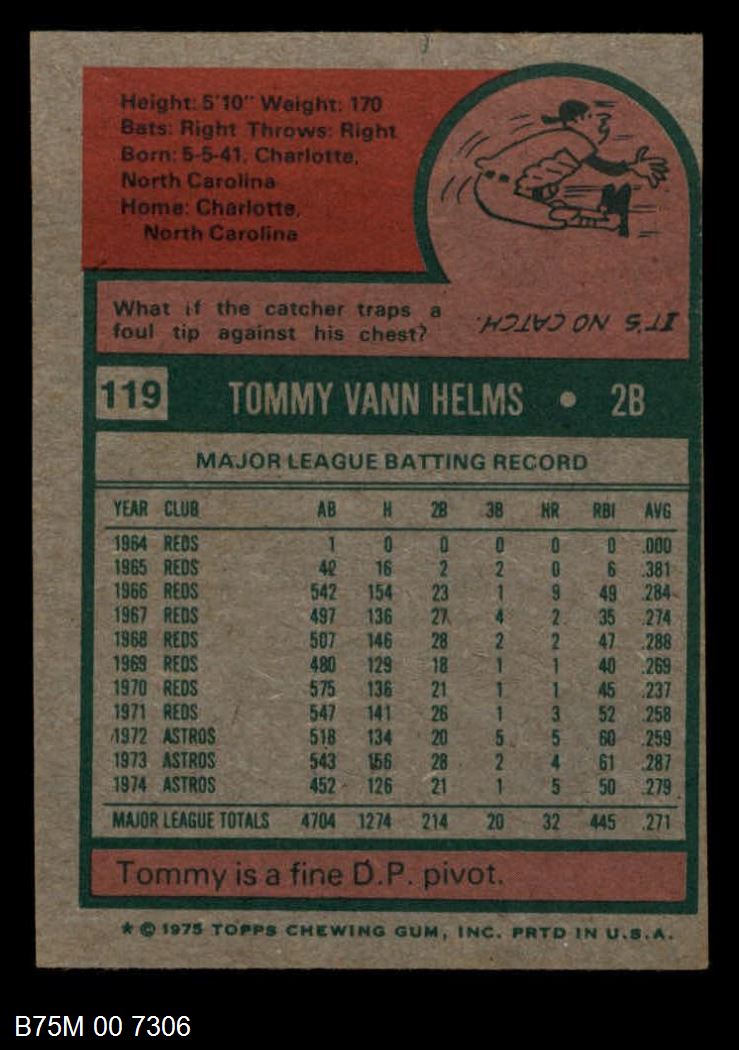 Height: 5'10" Weight: 170
Bats: Right Throws: Right
Born: 5-5-41, Charlotte,
North Carolina
Home: Charlotte,
North Carolina
What if the catcher traps a
foul tip against his chest?
IT'S NO CATCH.
119 TOMMY VANN HELMS • 2B
MAJOR LEAGUE BATTING RECORD
YEAR CLUB AB H 2B 3B HR RBI AVG
1964 REDS 1 0 0 0 0 0 .000
1965 REDS 42 16 2 2 0 6 .381
1966 REDS 542 154 23 1 9 49 .284
1967 REDS 497 136 27 4 2 35 .274
1968 REDS 507 146 28 2 2 47 .288
1969 REDS 480 129 18 1 1 40 .269
1970 REDS 575 136 21 1 1 45 .237
1971 REDS 547 141 26 1 3 52 .258
1972 ASTROS 518 134 20 5 5 60 .259
1973 ASTROS 543 156 28 2 4 61 .287
1974 ASTROS 452 126 21 1 5 50 .279
MAJOR LEAGUE TOTALS 4704 1274 214 20 32 445 .271
Tommy is a fine D.P. pivot.
* © 1975 TOPPS CHEWING GUM, INC. PRTD IN U.S.A.
B75M 00 7306